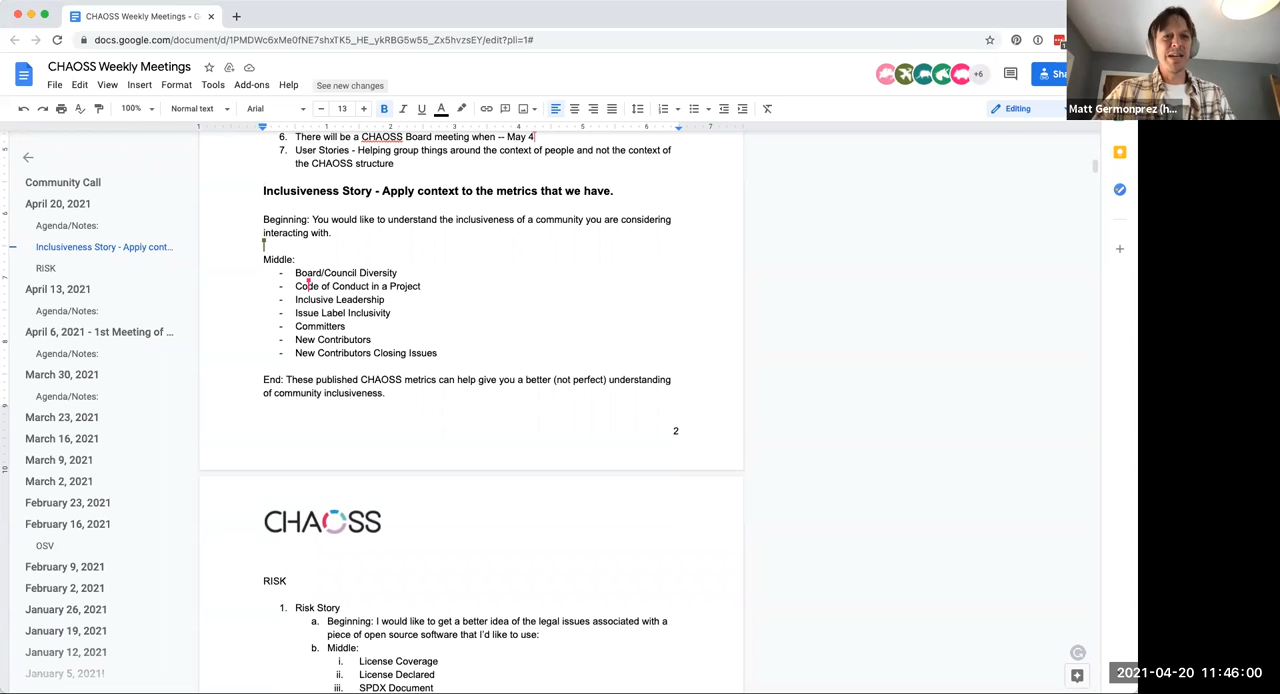 CHAOSS Weekly Meetings - G
docs.google.com/document/d/1PMDWc6xMe0fNE7shxTK5_HE_ykRBG5w55_Zx5hvzsEY/edit?pli=1#
CHAOSS Weekly Meetings
File Edit View Insert Format Tools Add-ons Help See new changes
+6
Sha
100% Normal text Arial 13 B I U A Editing
Matt Germonprez (h...
1 1 2 3 4 5 6 7
Community Call
April 20, 2021
Agenda/Notes:
Inclusiveness Story - Apply cont...
RISK
April 13, 2021
Agenda/Notes:
April 6, 2021 - 1st Meeting of ...
Agenda/Notes:
March 30, 2021
Agenda/Notes:
March 23, 2021
March 16, 2021
March 9, 2021
March 2, 2021
February 23, 2021
February 16, 2021
OSV
February 9, 2021
February 2, 2021
January 26, 2021
January 19, 2021
January 12, 2021
January 5, 2021!
6. There will be a CHAOSS Board meeting when -- May 4
7. User Stories - Helping group things around the context of people and not the context of
the CHAOSS structure
Inclusiveness Story - Apply context to the metrics that we have.
Beginning: You would like to understand the inclusiveness of a community you are considering
interacting with.
Middle:
- Board/Council Diversity
- Code of Conduct in a Project
- Inclusive Leadership
- Issue Label Inclusivity
- Committers
- New Contributors
- New Contributors Closing Issues
End: These published CHAOSS metrics can help give you a better (not perfect) understanding
of community inclusiveness.
2
CHAOSS
RISK
1. Risk Story
a. Beginning: I would like to get a better idea of the legal issues associated with a
piece of open source software that I'd like to use:
b. Middle:
i. License Coverage
ii. License Declared
iii. SPDX Document
2021-04-20 11:46:00